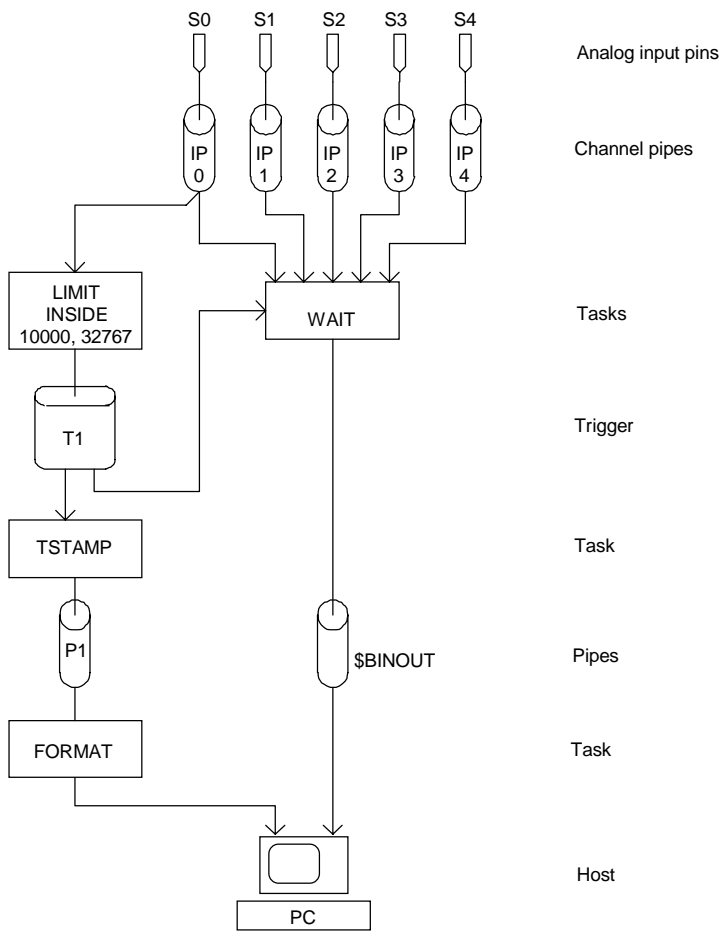 S0 S1 S2 S3 S4
Analog input pins
IP
0
IP
1
IP
2
IP
3
IP
4
Channel pipes
LIMIT
INSIDE
10000, 32767
WAIT
Tasks
T1
Trigger
TSTAMP
Task
P1
$BINOUT
Pipes
FORMAT
Task
Host
PC